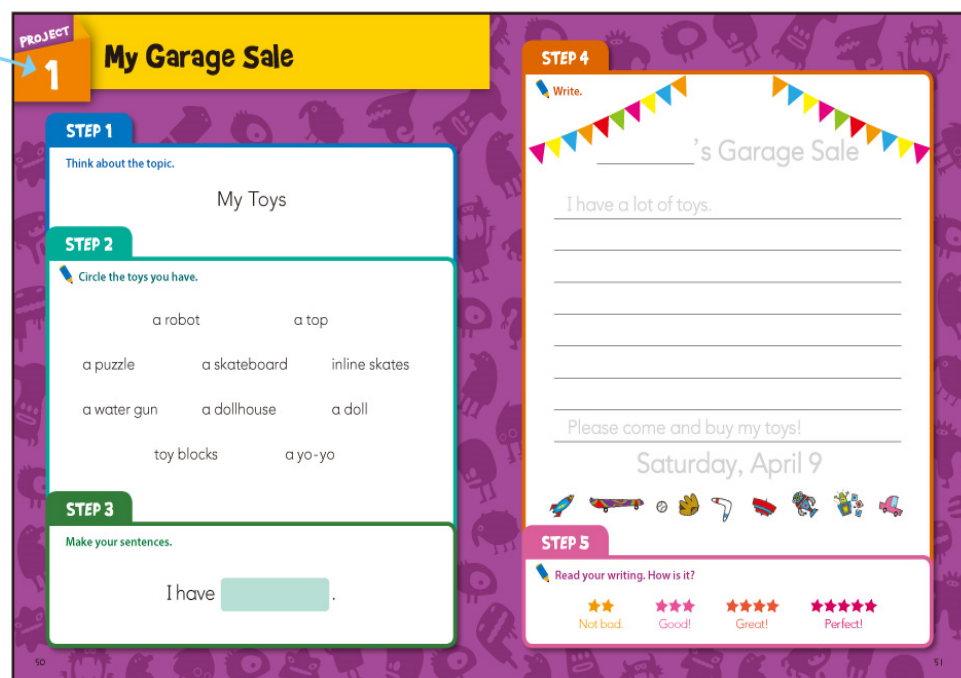 PROJECT
1
My Garage Sale
STEP 1
Think about the topic.
My Toys
STEP 2
Circle the toys you have.
a robot a top
a puzzle a skateboard inline skates
a water gun a dollhouse a doll
toy blocks a yo-yo
STEP 3
Make your sentences.
I have .
50
STEP 4
Write.
________'s Garage Sale
I have a lot of toys.
Please come and buy my toys!
Saturday, April 9
STEP 5
Read your writing. How is it?
Not bad. Good! Great! Perfect!
51